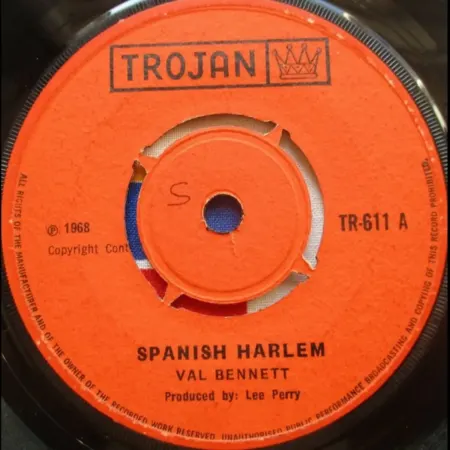 TROJAN
S
℗ 1968
Copyright Cont
TR-611 A
SPANISH HARLEM
VAL BENNETT
Produced by: Lee Perry
ALL RIGHTS OF THE MANUFACTURER AND OF THE OWNER OF THE RECORDED WORK RESERVED. UNAUTHORISED PUBLIC PERFORMANCE BROADCASTING AND COPYING OF THIS RECORD PROHIBITED